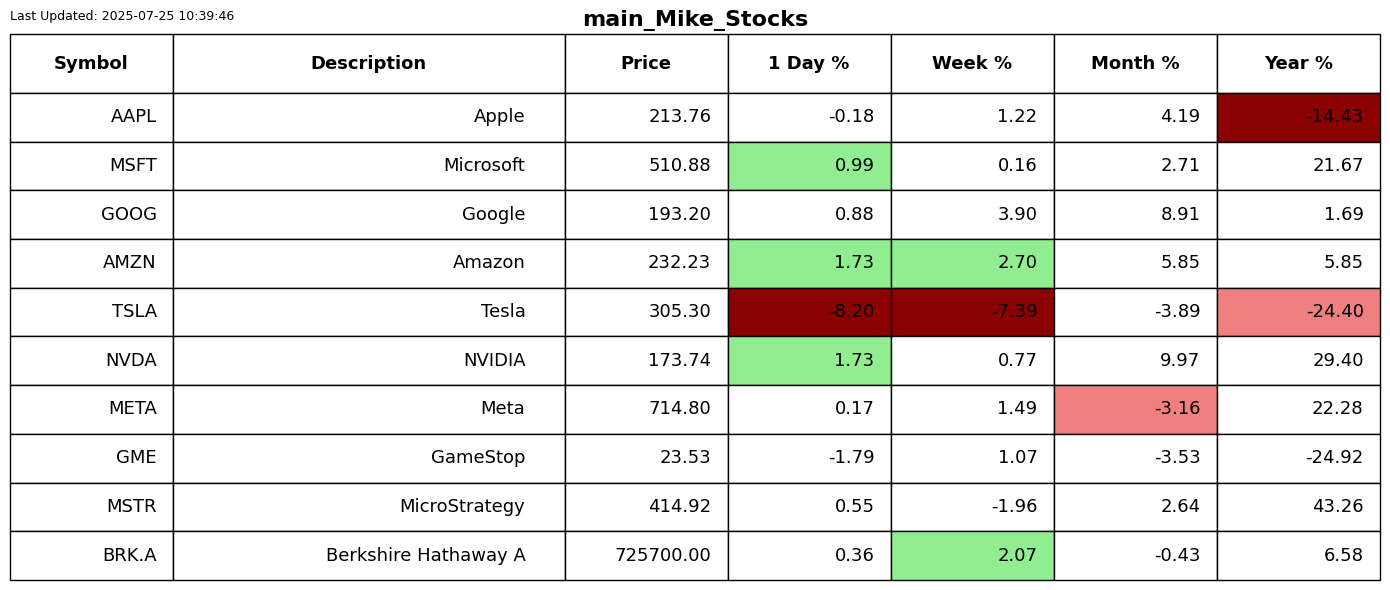 Last Updated: 2025-07-25 10:39:46
main_Mike_Stocks
Symbol Description Price 1 Day % Week % Month % Year %
AAPL Apple 213.76 -0.18 1.22 4.19 -14.43
MSFT Microsoft 510.88 0.99 0.16 2.71 21.67
GOOG Google 193.20 0.88 3.90 8.91 1.69
AMZN Amazon 232.23 1.73 2.70 5.85 5.85
TSLA Tesla 305.30 -8.20 -7.39 -3.89 -24.40
NVDA NVIDIA 173.74 1.73 0.77 9.97 29.40
META Meta 714.80 0.17 1.49 -3.16 22.28
GME GameStop 23.53 -1.79 1.07 -3.53 -24.92
MSTR MicroStrategy 414.92 0.55 -1.96 2.64 43.26
BRK.A Berkshire Hathaway A 725700.00 0.36 2.07 -0.43 6.58